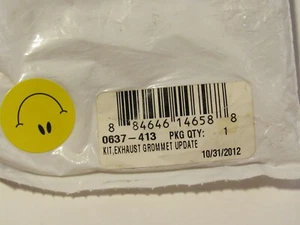 8 84646 14658 8
0637-413 PKG QTY: 1
KIT,EXHAUST GROMMET UPDATE
10/31/2012